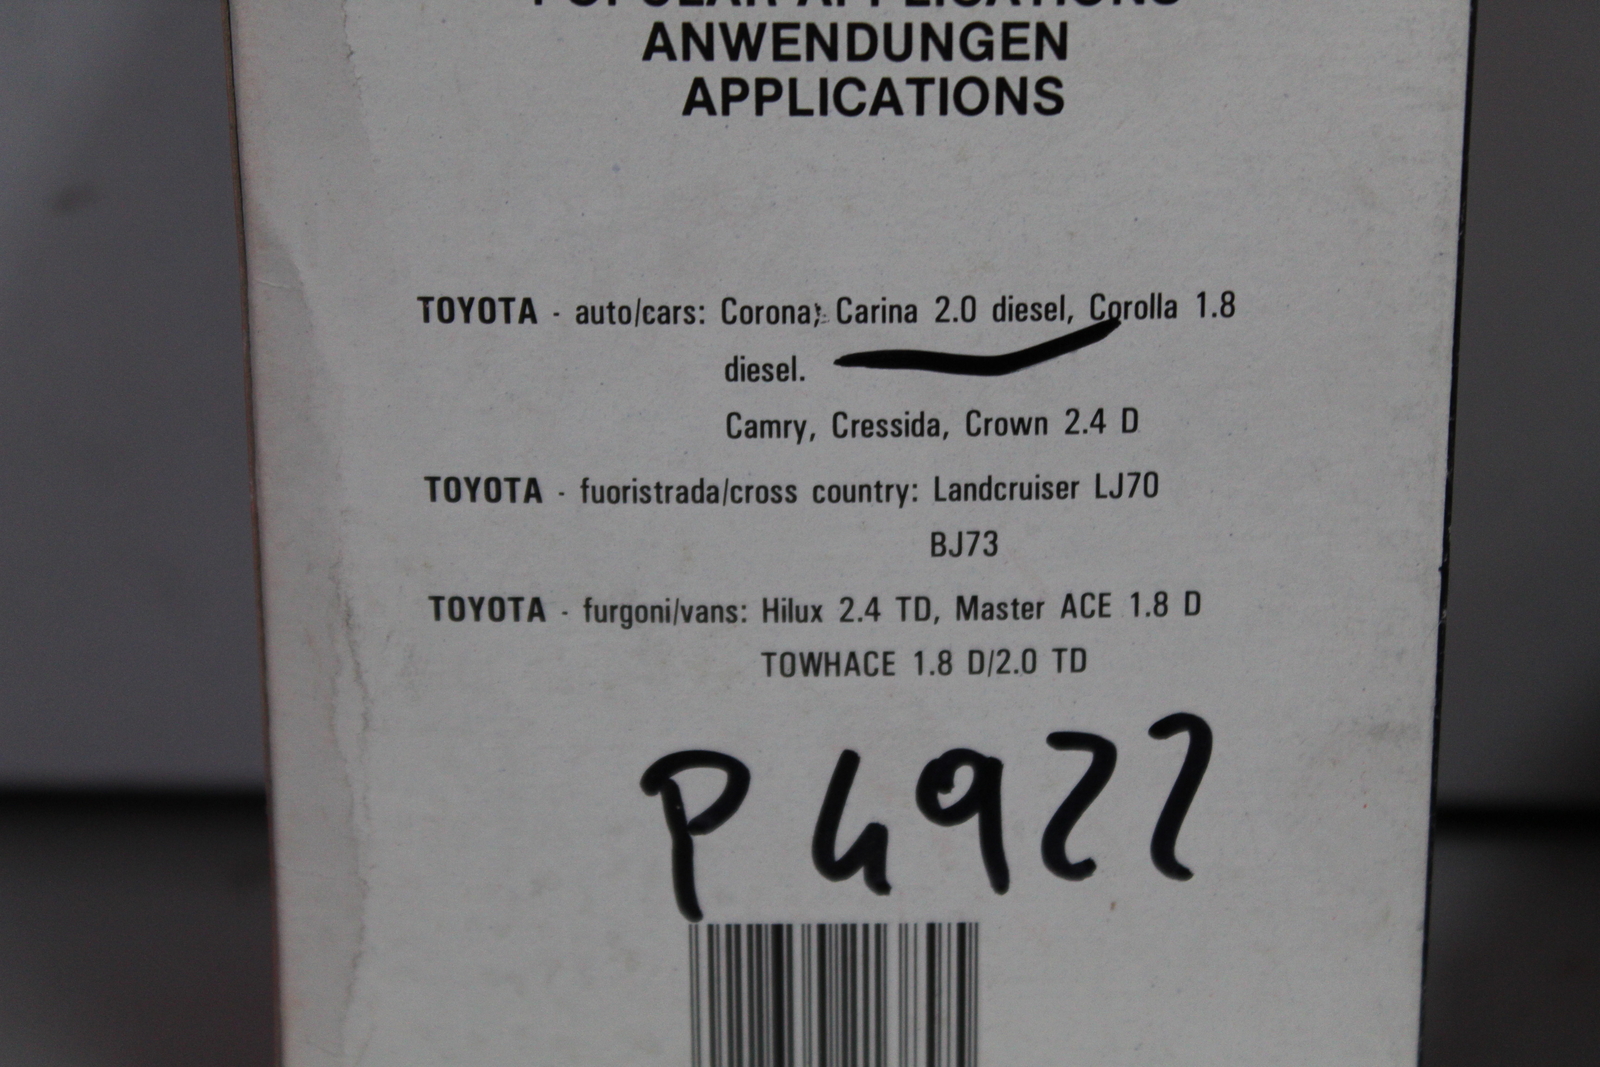 POPULAR APPLICATIONS
ANWENDUNGEN
APPLICATIONS
TOYOTA - auto/cars: Corona; Carina 2.0 diesel, Corolla 1.8
diesel.
Camry, Cressida, Crown 2.4 D
TOYOTA - fuoristrada/cross country: Landcruiser LJ70
BJ73
TOYOTA - furgoni/vans: Hilux 2.4 TD, Master ACE 1.8 D
TOWHACE 1.8 D/2.0 TD
P4922